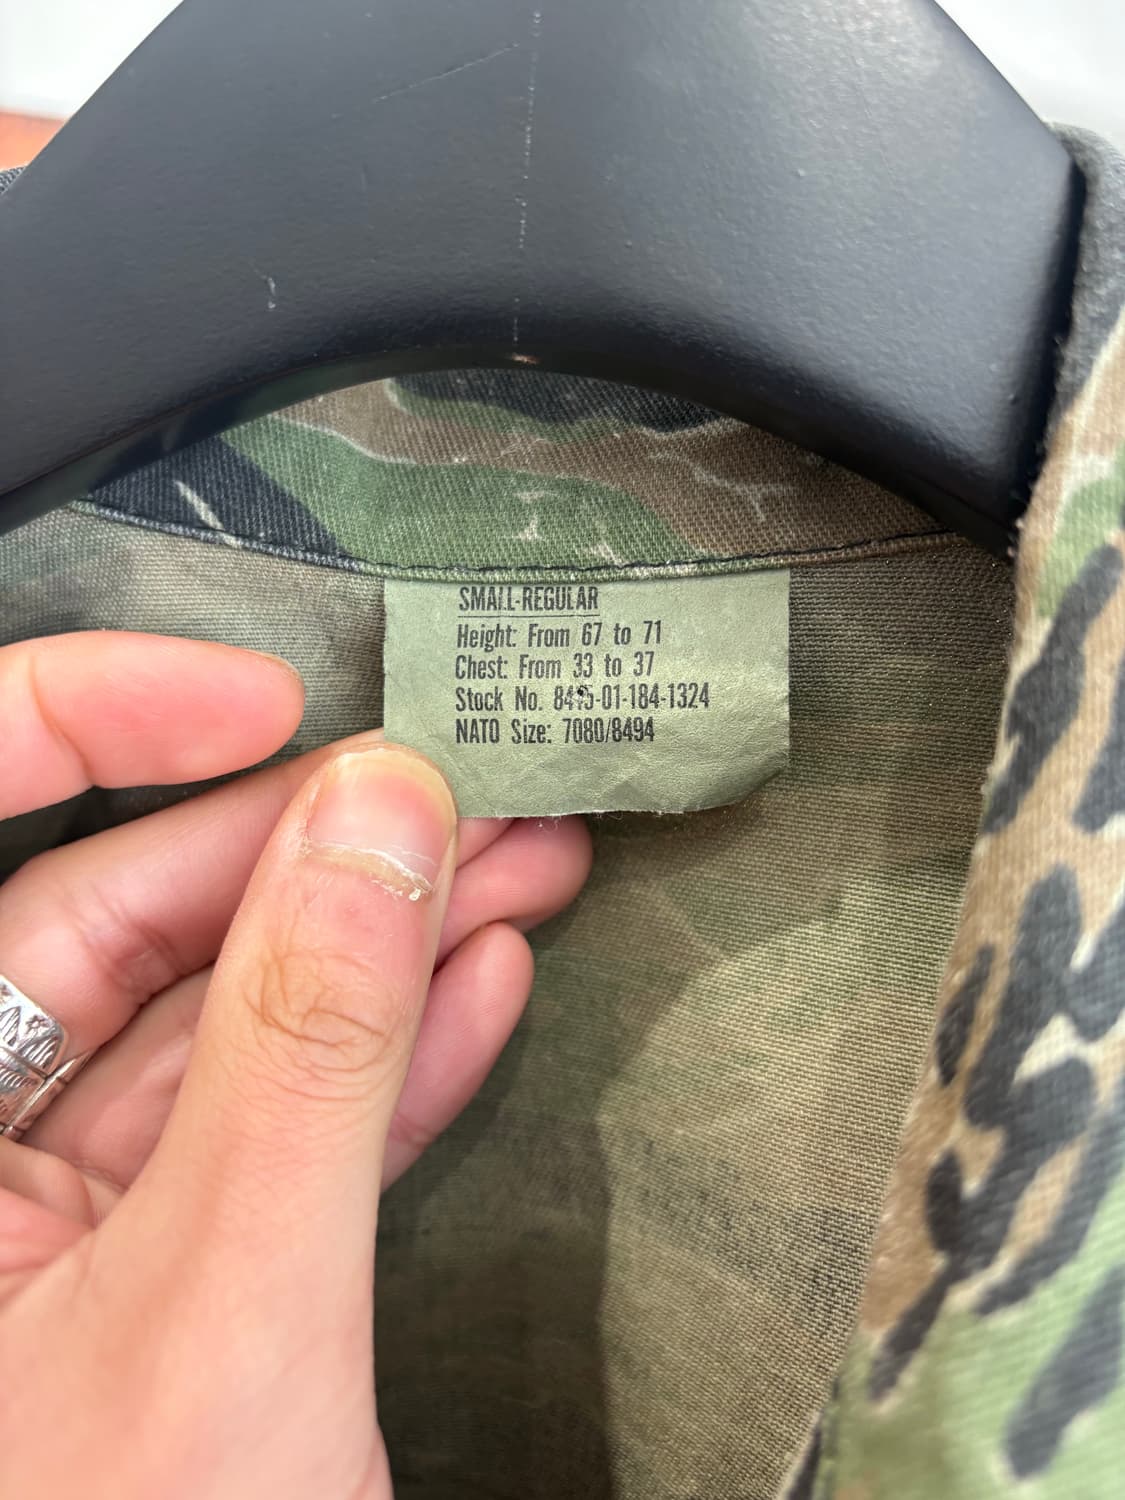 SMALL-REGULAR
Height: From 67 to 71
Chest: From 33 to 37
Stock No. 8415-01-184-1324
NATO Size: 7080/8494